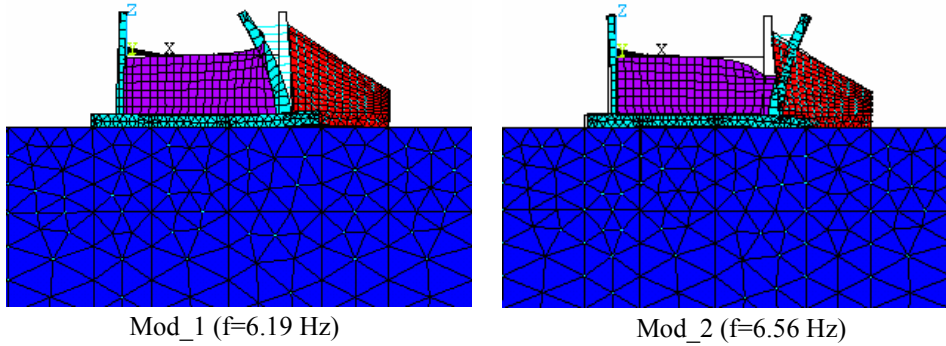 Z
Y X
Z
Y X
Mod_1 (f=6.19 Hz)
Mod_2 (f=6.56 Hz)